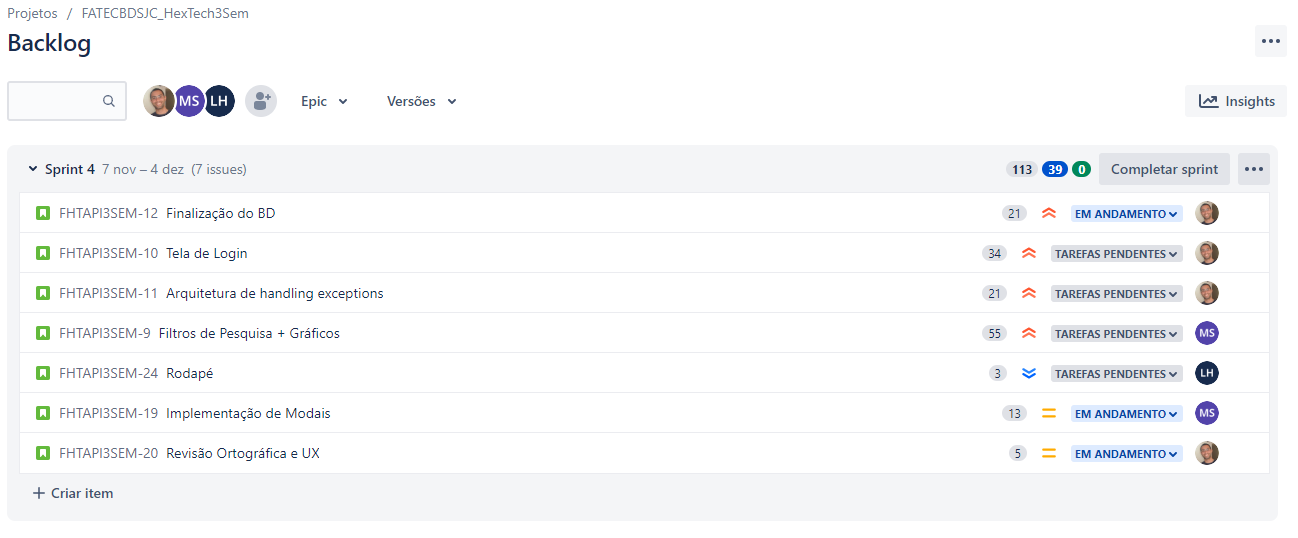 Projetos / FATECBDSJC_HexTech3Sem
Backlog
MS LH Epic Versões Insights
Sprint 4 7 nov – 4 dez (7 issues) 113 39 0 Completar sprint
FHTAPI3SEM-12 Finalização do BD 21 EM ANDAMENTO
FHTAPI3SEM-10 Tela de Login 34 TAREFAS PENDENTES
FHTAPI3SEM-11 Arquitetura de handling exceptions 21 TAREFAS PENDENTES
FHTAPI3SEM-9 Filtros de Pesquisa + Gráficos 55 TAREFAS PENDENTES MS
FHTAPI3SEM-24 Rodapé 3 TAREFAS PENDENTES LH
FHTAPI3SEM-19 Implementação de Modais 13 EM ANDAMENTO MS
FHTAPI3SEM-20 Revisão Ortográfica e UX 5 EM ANDAMENTO
+ Criar item